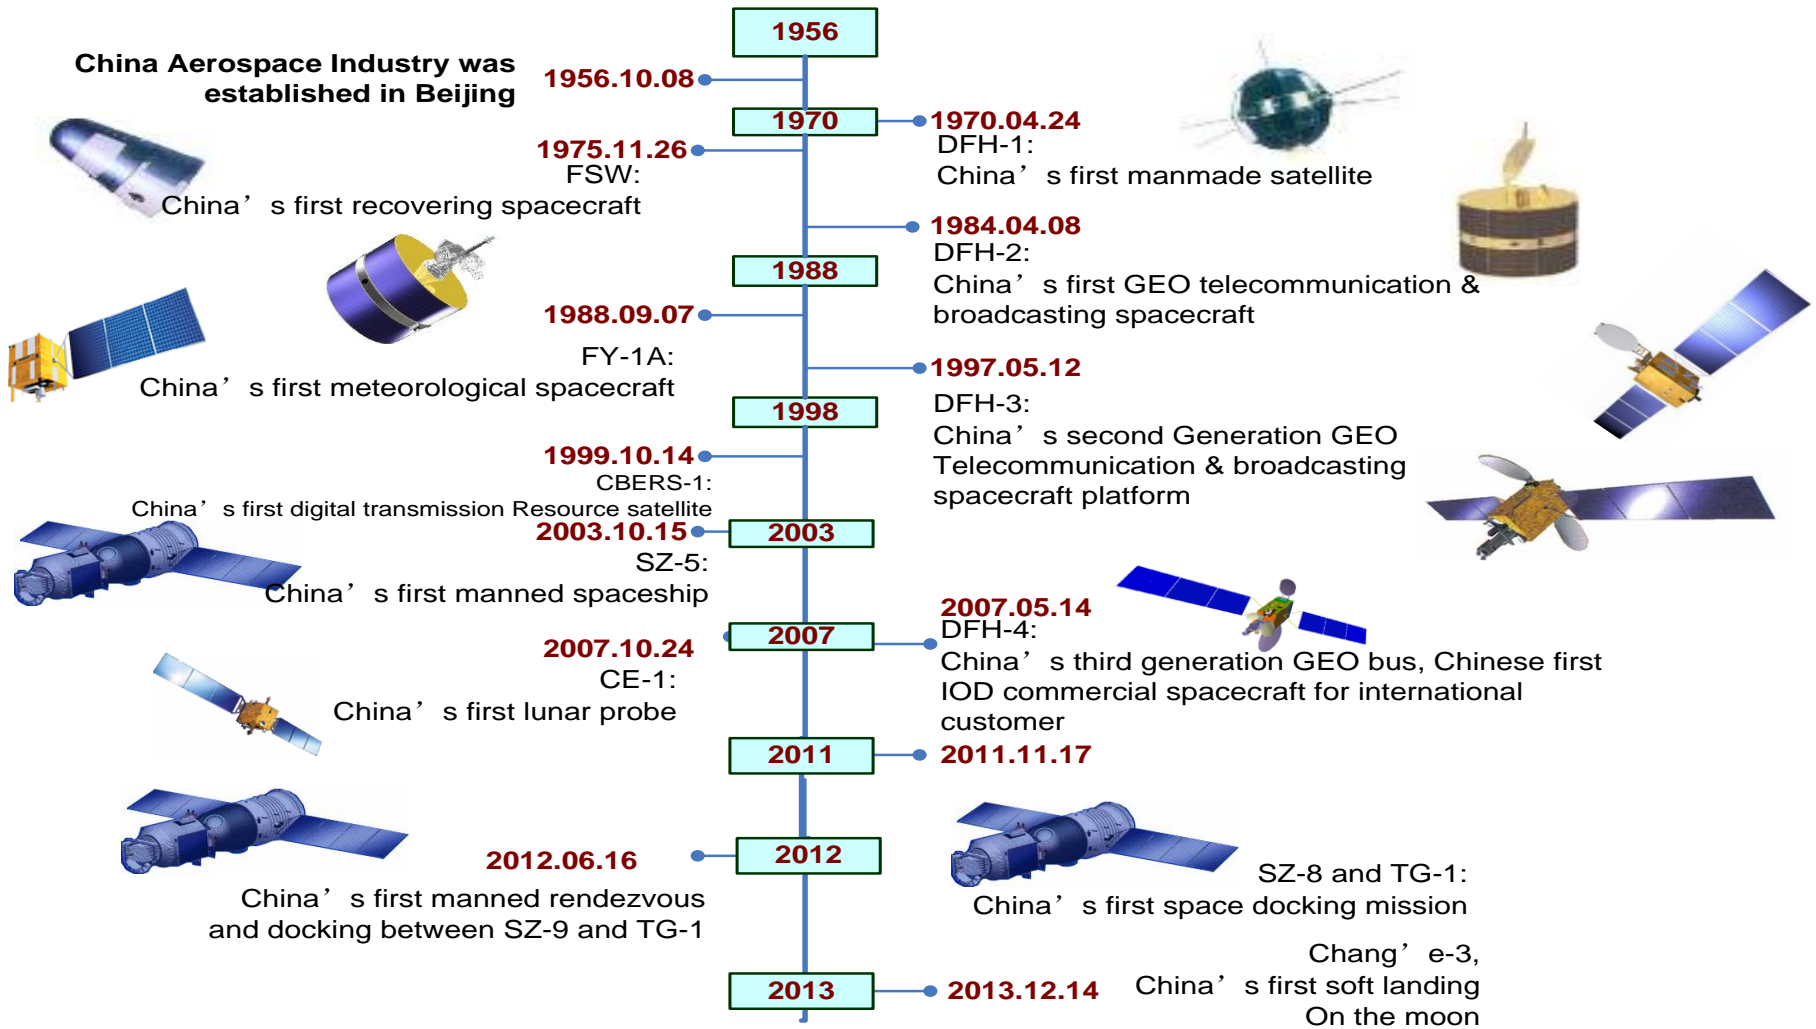 1956
China Aerospace Industry was
established in Beijing
1956.10.08
1970
1970.04.24
DFH-1:
China’s first manmade satellite
1975.11.26
FSW:
China’s first recovering spacecraft
1984.04.08
DFH-2:
China’s first GEO telecommunication &
broadcasting spacecraft
1988
1988.09.07
FY-1A:
China’s first meteorological spacecraft
1997.05.12
DFH-3:
China’s second Generation GEO
Telecommunication & broadcasting
spacecraft platform
1998
1999.10.14
CBERS-1:
China’s first digital transmission Resource satellite
2003.10.15
2003
SZ-5:
China’s first manned spaceship
2007.05.14
DFH-4:
China’s third generation GEO bus, Chinese first
IOD commercial spacecraft for international
customer
2007
2007.10.24
CE-1:
China’s first lunar probe
2011
2011.11.17
SZ-8 and TG-1:
China’s first space docking mission
2012
2012.06.16
China’s first manned rendezvous
and docking between SZ-9 and TG-1
2013
2013.12.14
Chang’e-3,
China’s first soft landing
On the moon